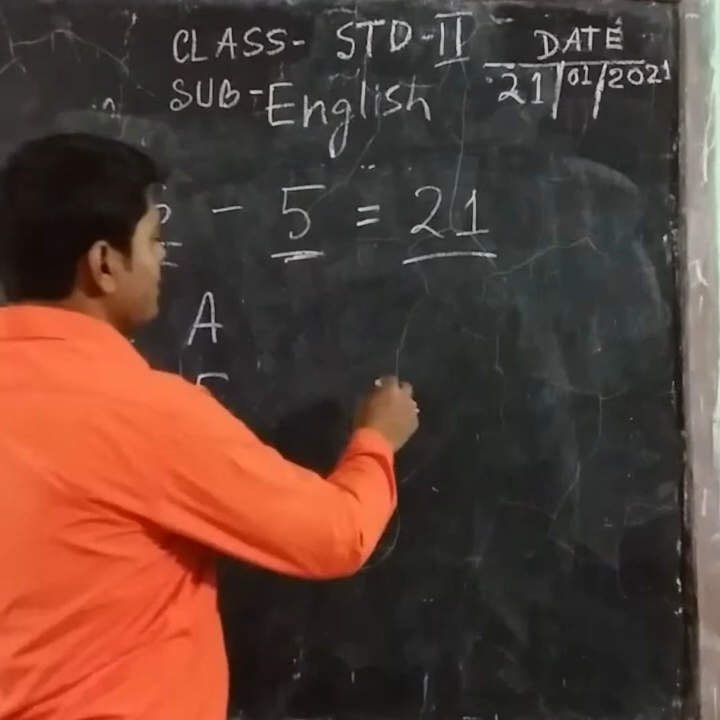 CLASS- STD-II DATE
SUB-English 21/01/2021
- 5 = 21
A